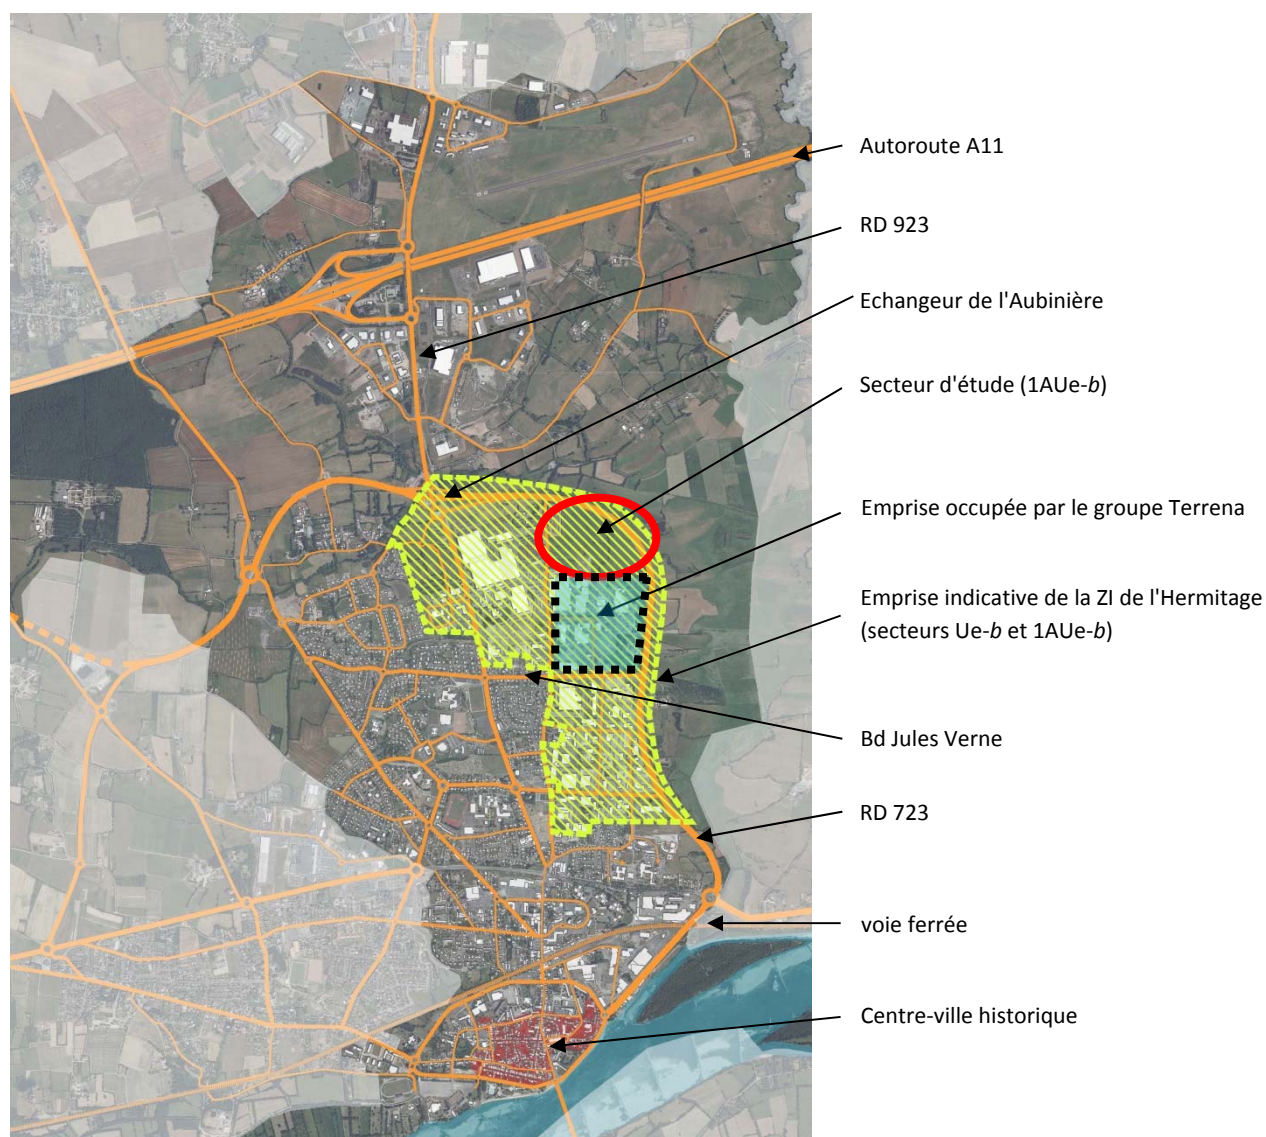 Autoroute A11
RD 923
Echangeur de l'Aubinière
Secteur d'étude (1AUe-b)
Emprise occupée par le groupe Terrena
Emprise indicative de la ZI de l'Hermitage
(secteurs Ue-b et 1AUe-b)
Bd Jules Verne
RD 723
voie ferrée
Centre-ville historique